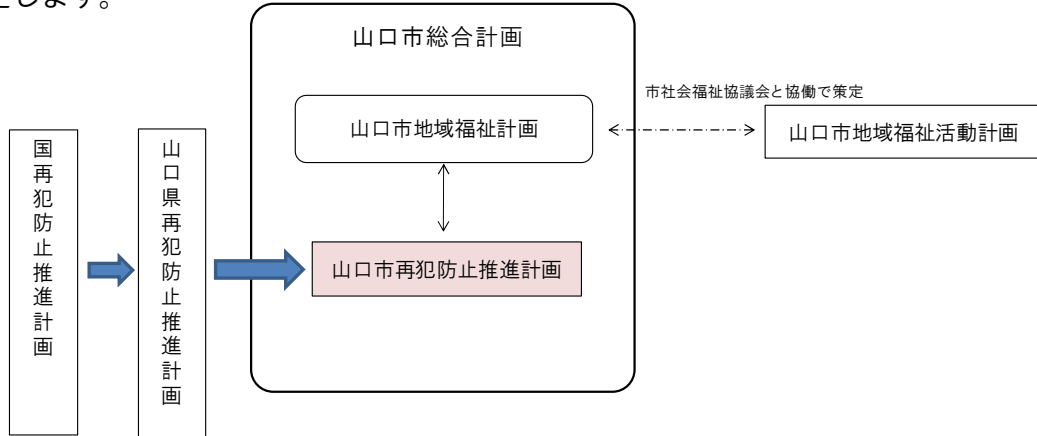 とします。
山口市総合計画
市社会福祉協議会と協働で策定
山口市地域福祉計画
山口市地域福祉活動計画
国再犯防止推進計画
山口県再犯防止推進計画
山口市再犯防止推進計画